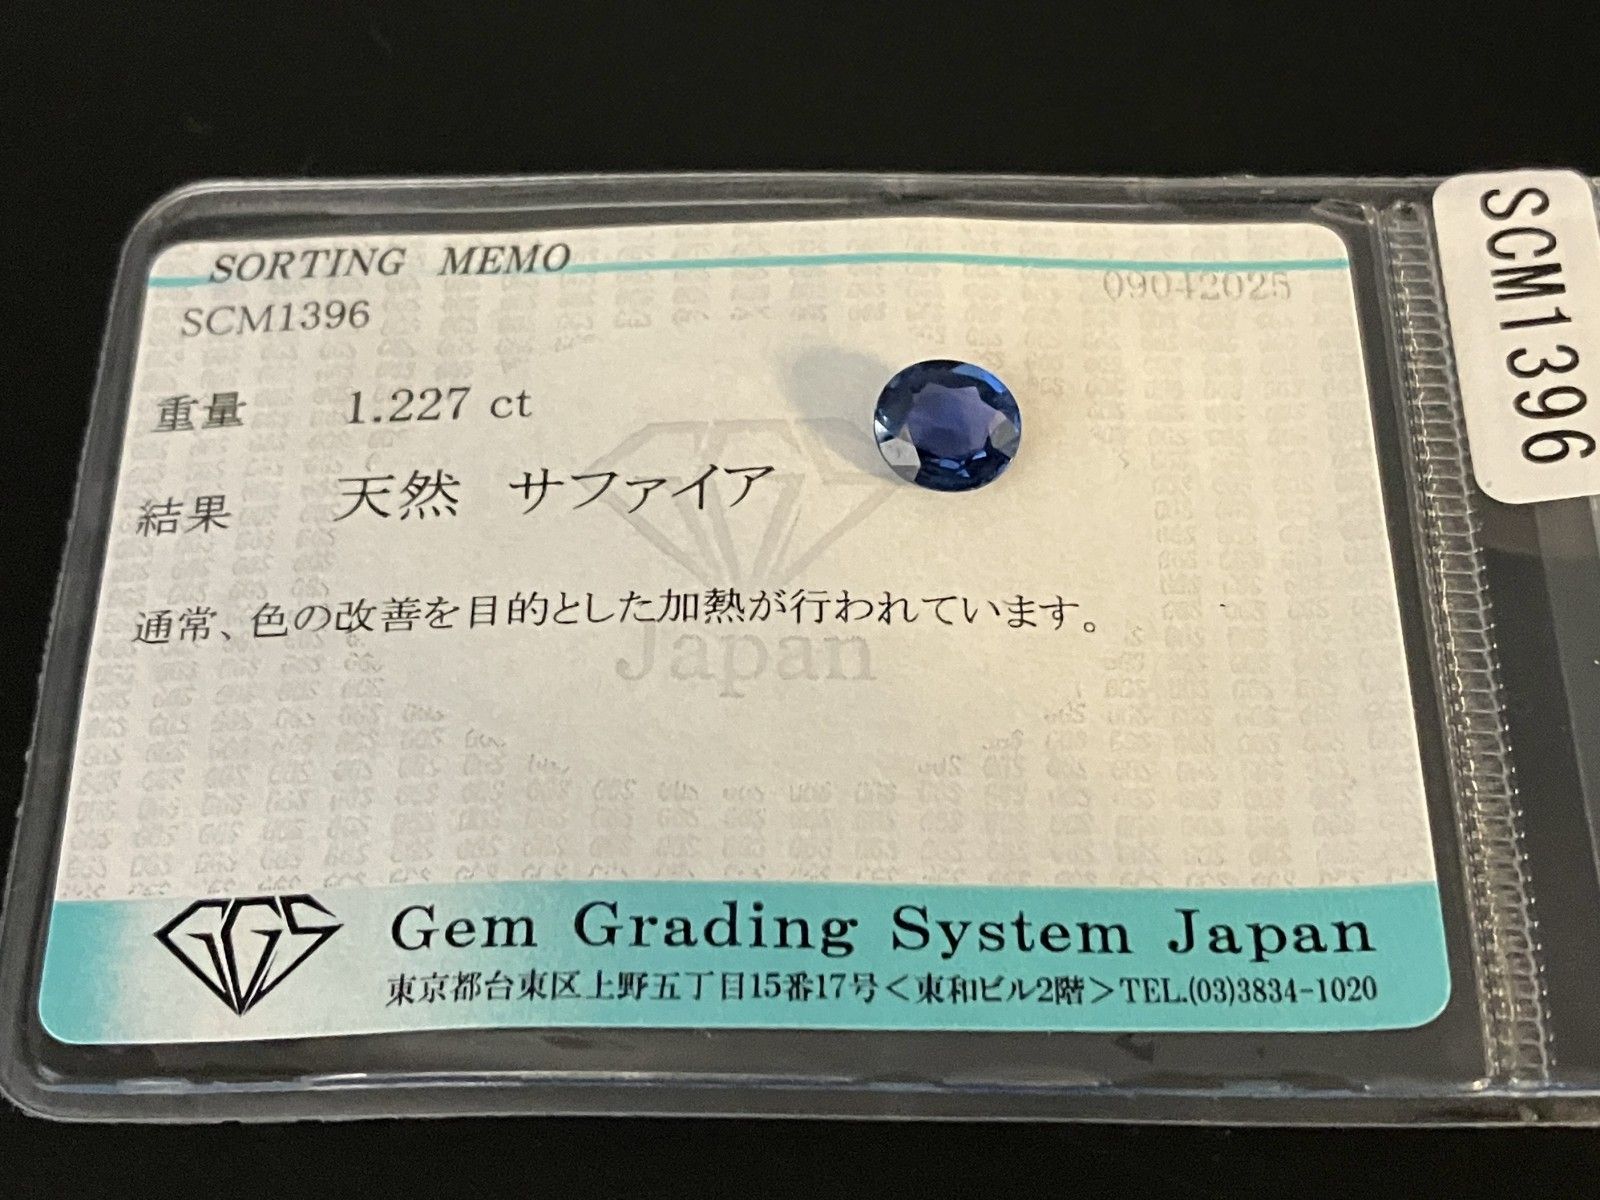 SORTING MEMO
09042025
SCM1396
重量 1.227 ct
結果 天然 サファイア
通常、色の改善を目的とした加熱が行われています。
Japan
GGS
Gem Grading System Japan
東京都台東区上野五丁目15番17号<東和ビル2階>TEL.(03)3834-1020
SCM1396